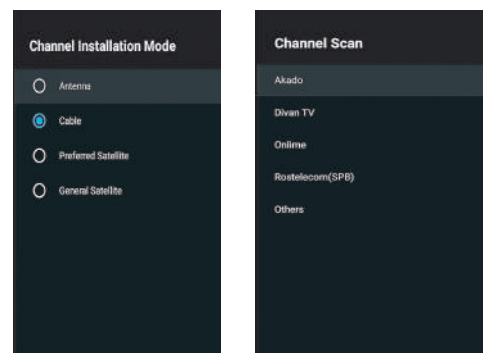 Channel Installation Mode
Antenna
Cable
Preferred Satellite
General Satellite
Channel Scan
Akado
Divan TV
Onlime
Rostelecom(SPB)
Others